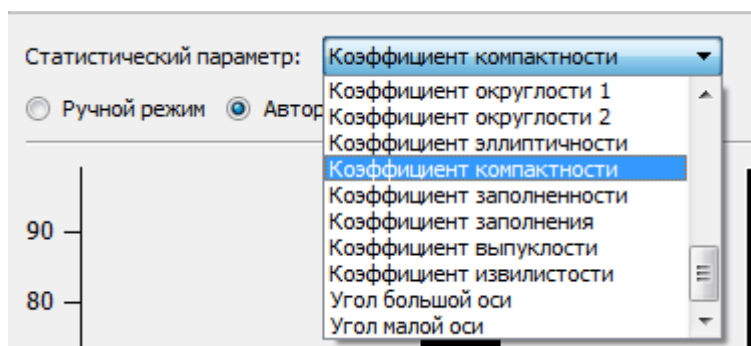 Статистический параметр: Коэффициент компактности
Ручной режим Автор
Коэффициент округлости 1
Коэффициент округлости 2
Коэффициент эллиптичности
Коэффициент компактности
Коэффициент заполненности
Коэффициент заполнения
Коэффициент выпуклости
Коэффициент извилистости
Угол большой оси
Угол малой оси
90
80